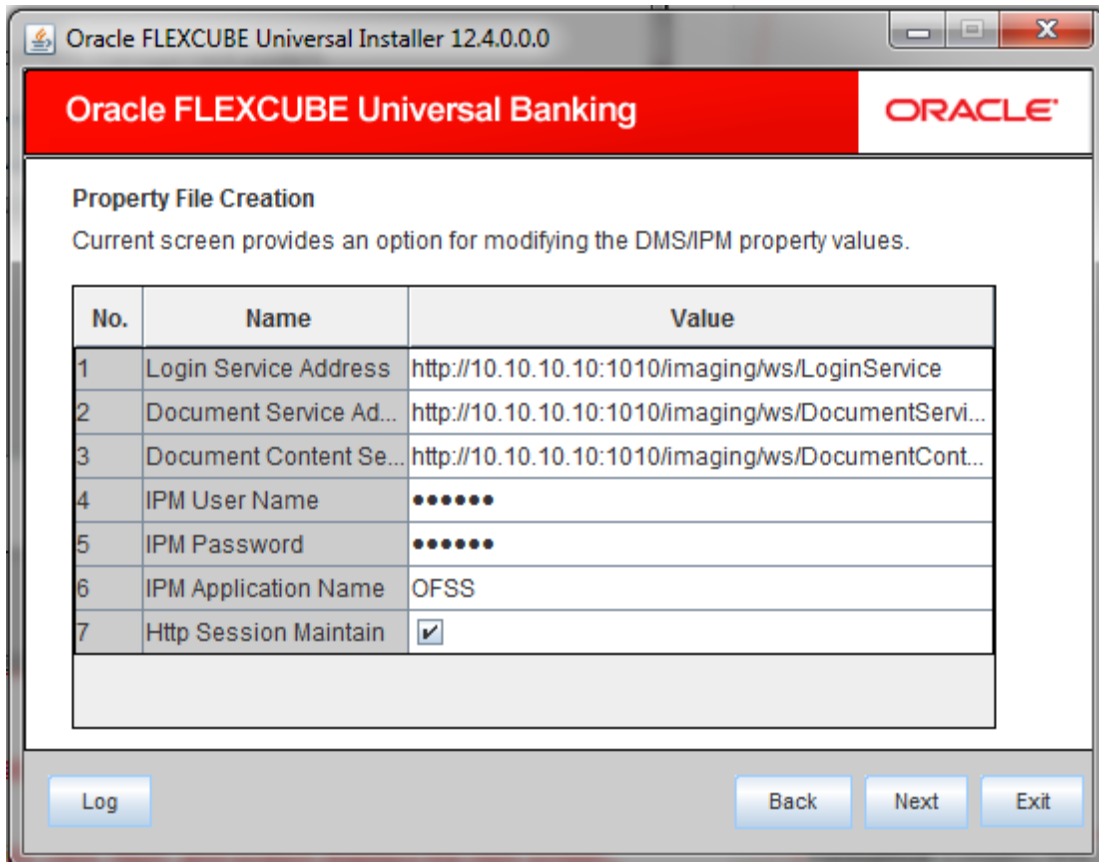 Oracle FLEXCUBE Universal Installer 12.4.0.0.0
Oracle FLEXCUBE Universal Banking
ORACLE
Property File Creation
Current screen provides an option for modifying the DMS/IPM property values.
No. Name Value
1 Login Service Address http://10.10.10.10:1010/imaging/ws/LoginService
2 Document Service Ad... http://10.10.10.10:1010/imaging/ws/DocumentServi...
3 Document Content Se... http://10.10.10.10:1010/imaging/ws/DocumentCont...
4 IPM User Name ••••••
5 IPM Password ••••••
6 IPM Application Name OFSS
7 Http Session Maintain
Log Back Next Exit